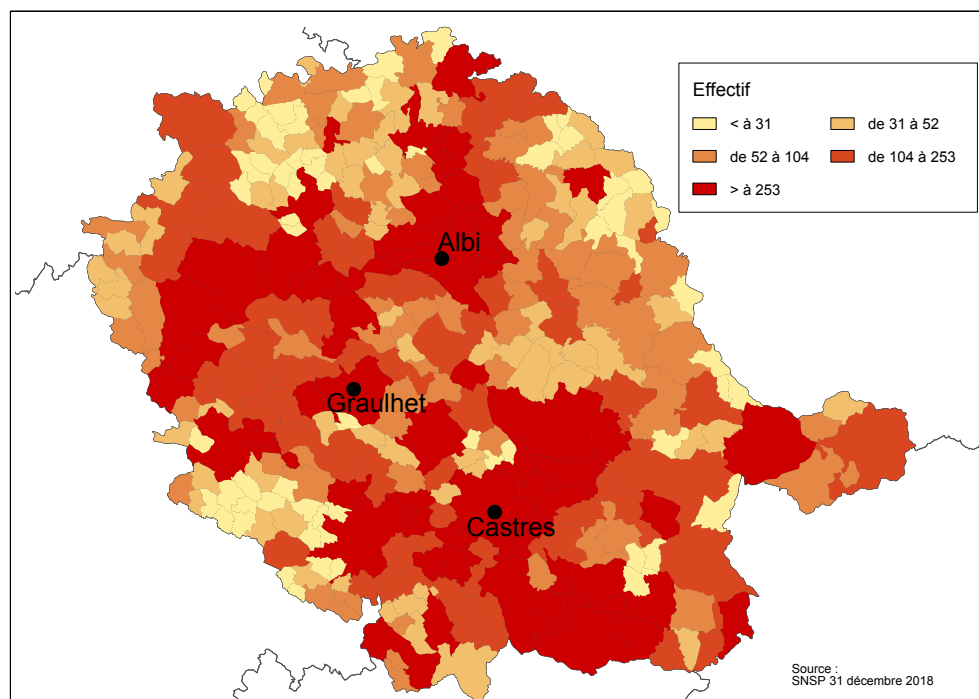 Effectif
< à 31
de 31 à 52
de 52 à 104
de 104 à 253
> à 253
Albi
Graulhet
Castres
Source :
SNSP 31 décembre 2018